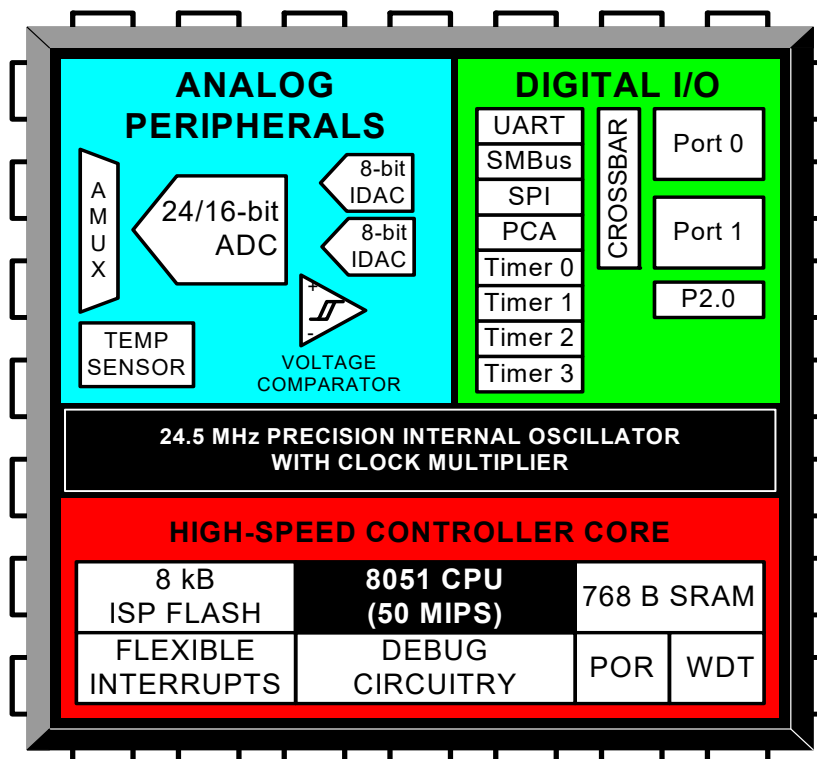 ANALOG
PERIPHERALS
A
M
U
X
24/16-bit
ADC
8-bit
IDAC
8-bit
IDAC
+
-
TEMP
SENSOR
VOLTAGE
COMPARATOR
DIGITAL I/O
UART
SMBus
SPI
PCA
Timer 0
Timer 1
Timer 2
Timer 3
CROSSBAR
Port 0
Port 1
P2.0
24.5 MHz PRECISION INTERNAL OSCILLATOR
WITH CLOCK MULTIPLIER
HIGH-SPEED CONTROLLER CORE
8 kB
ISP FLASH
8051 CPU
(50 MIPS)
768 B SRAM
FLEXIBLE
INTERRUPTS
DEBUG
CIRCUITRY
POR
WDT